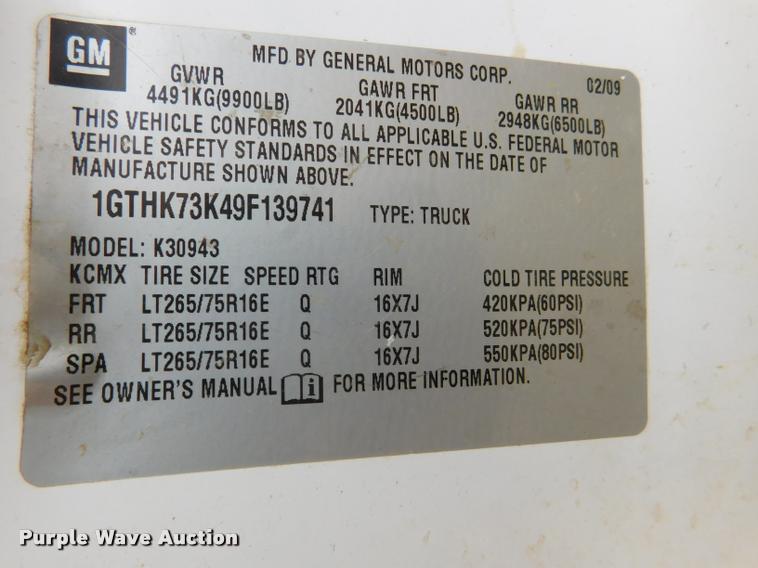 GM ®
MFD BY GENERAL MOTORS CORP. 02/09
GVWR GAWR FRT GAWR RR
4491KG(9900LB) 2041KG(4500LB) 2948KG(6500LB)
THIS VEHICLE CONFORMS TO ALL APPLICABLE U.S. FEDERAL MOTOR
VEHICLE SAFETY STANDARDS IN EFFECT ON THE DATE OF
MANUFACTURE SHOWN ABOVE.
1GTHK73K49F139741 TYPE: TRUCK
MODEL: K30943
KCMX TIRE SIZE SPEED RTG RIM COLD TIRE PRESSURE
FRT LT265/75R16E Q 16X7J 420KPA(60PSI)
RR LT265/75R16E Q 16X7J 520KPA(75PSI)
SPA LT265/75R16E Q 16X7J 550KPA(80PSI)
SEE OWNER'S MANUAL i FOR MORE INFORMATION.
Purple Wave Auction